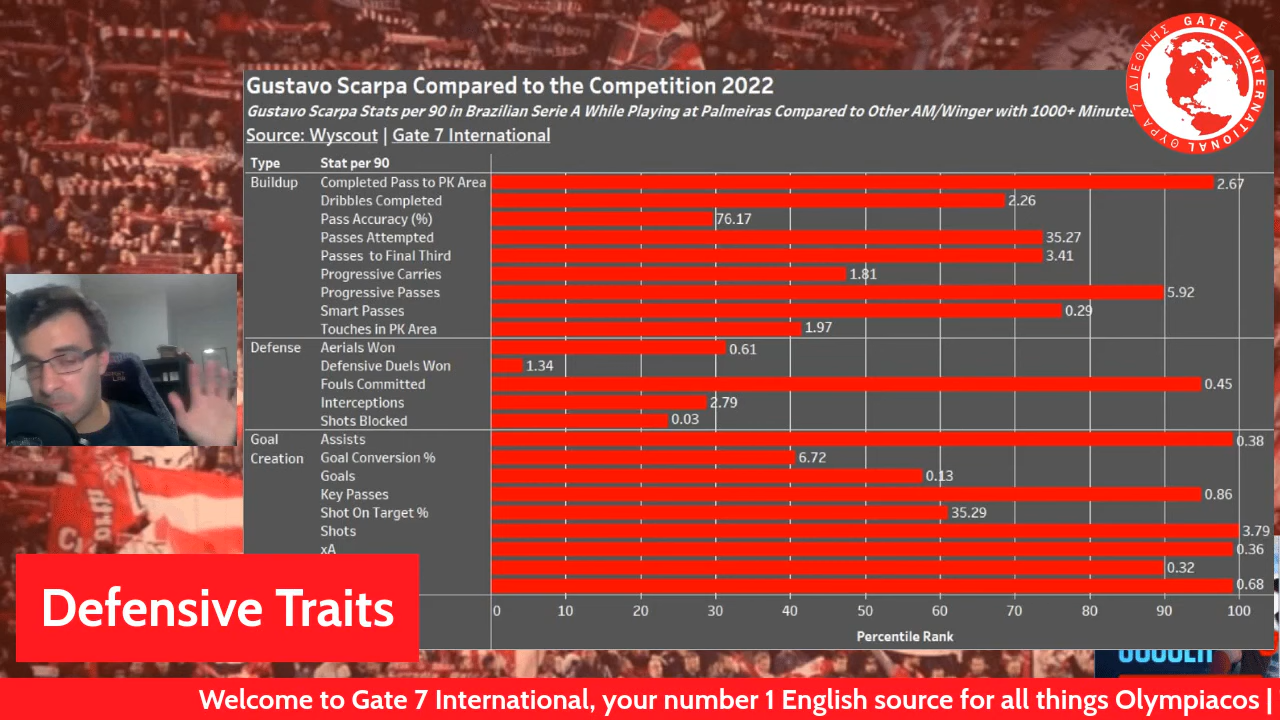 Gustavo Scarpa Compared to the Competition 2022
Gustavo Scarpa Stats per 90 in Brazilian Serie A While Playing at Palmeiras Compared to Other AM/Winger with 1000+ Minutes
Source: Wyscout | Gate 7 International
GATE 7 INTERNATIONAL
ΘΥΡΑ 7 ΔΙΕΘΝΗΣ
Type Stat per 90
Buildup Completed Pass to PK Area 2.67
Dribbles Completed 2.26
Pass Accuracy (%) 76.17
Passes Attempted 35.27
Passes to Final Third 3.41
Progressive Carries 1.81
Progressive Passes 5.92
Smart Passes 0.29
Touches in PK Area 1.97
Defense Aerials Won 0.61
Defensive Duels Won 1.34
Fouls Committed 0.45
Interceptions 2.79
Shots Blocked 0.03
Goal Assists 0.38
Creation Goal Conversion % 6.72
Goals 0.13
Key Passes 0.86
Shot On Target % 35.29
Shots 3.79
xA 0.36
0.32
0.68
0 10 20 30 40 50 60 70 80 90 100
Percentile Rank
Defensive Traits
Welcome to Gate 7 International, your number 1 English source for all things Olympiacos |